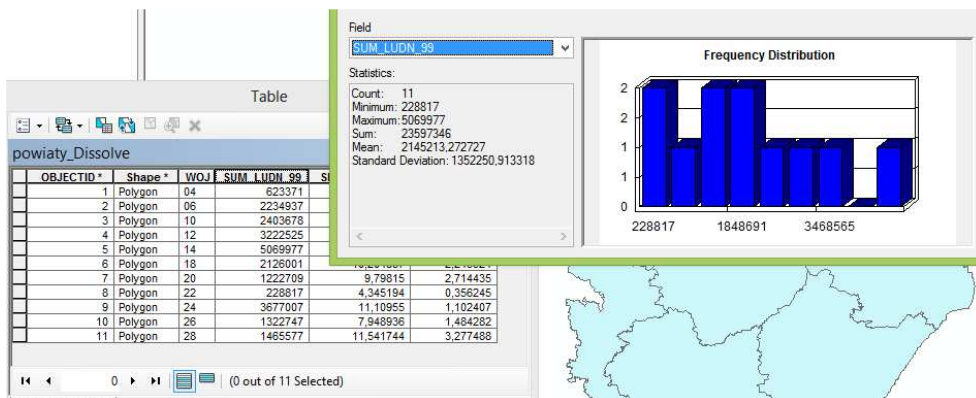 Field
SUM_LUDN_99
Statistics:
Count: 11
Minimum: 228817
Maximum: 5069977
Sum: 23597346
Mean: 2145213,272727
Standard Deviation: 1352250,913318
Frequency Distribution
2
2
1
1
0
228817 1848691 3468565
Table
powiaty_Dissolve
OBJECTID * Shape * WOJ SUM_LUDN_99
1 Polygon 04 623371
2 Polygon 06 2234937
3 Polygon 10 2403678
4 Polygon 12 3222525
5 Polygon 14 5069977
6 Polygon 18 2126001
7 Polygon 20 1222709 9,79815 2,714435
8 Polygon 22 228817 4,345194 0,356245
9 Polygon 24 3677007 11,10955 1,102407
10 Polygon 26 1322747 7,948936 1,484282
11 Polygon 28 1465577 11,541744 3,277488
0 (0 out of 11 Selected)